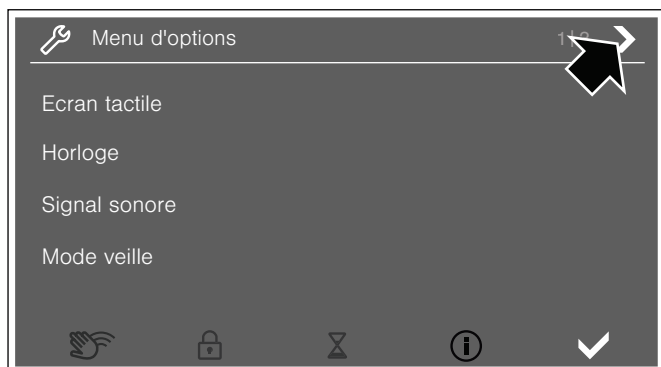 Menu d'options
Ecran tactile
Horloge
Signal sonore
Mode veille